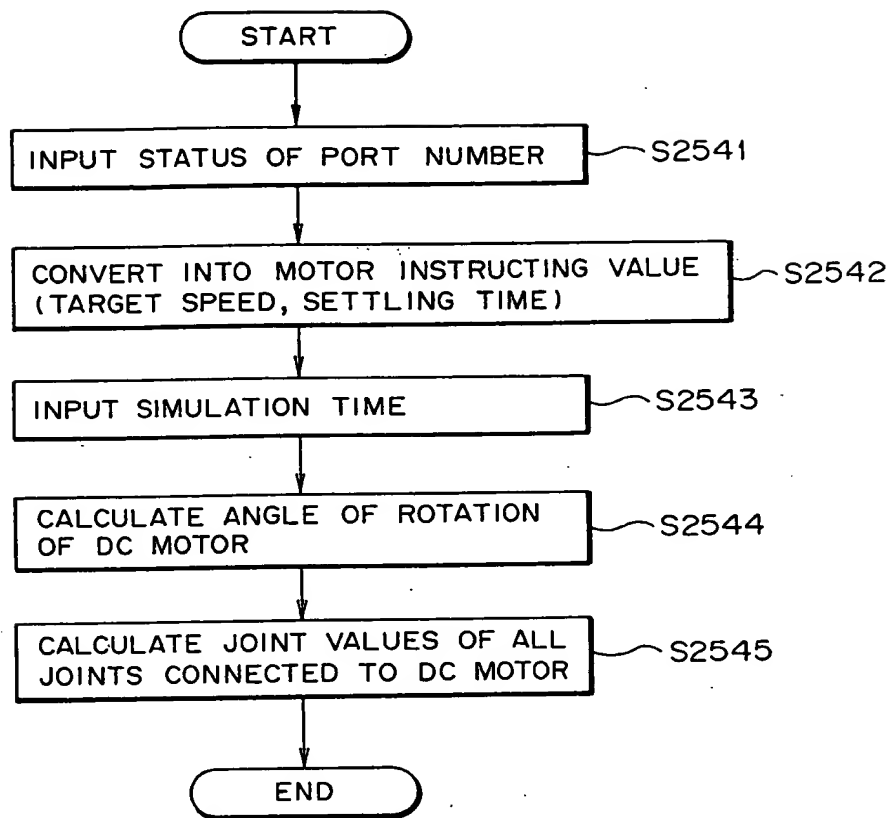 START
INPUT STATUS OF PORT NUMBER
S2541
CONVERT INTO MOTOR INSTRUCTING VALUE
(TARGET SPEED, SETTLING TIME)
S2542
INPUT SIMULATION TIME
S2543
CALCULATE ANGLE OF ROTATION
OF DC MOTOR
S2544
CALCULATE JOINT VALUES OF ALL
JOINTS CONNECTED TO DC MOTOR
S2545
END